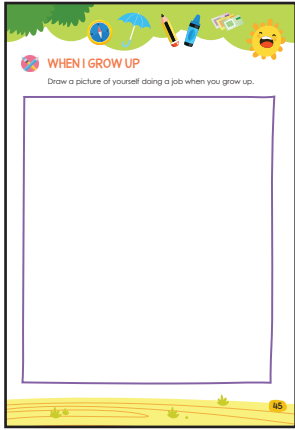 WHEN I GROW UP
Draw a picture of yourself doing a job when you grow up.
45